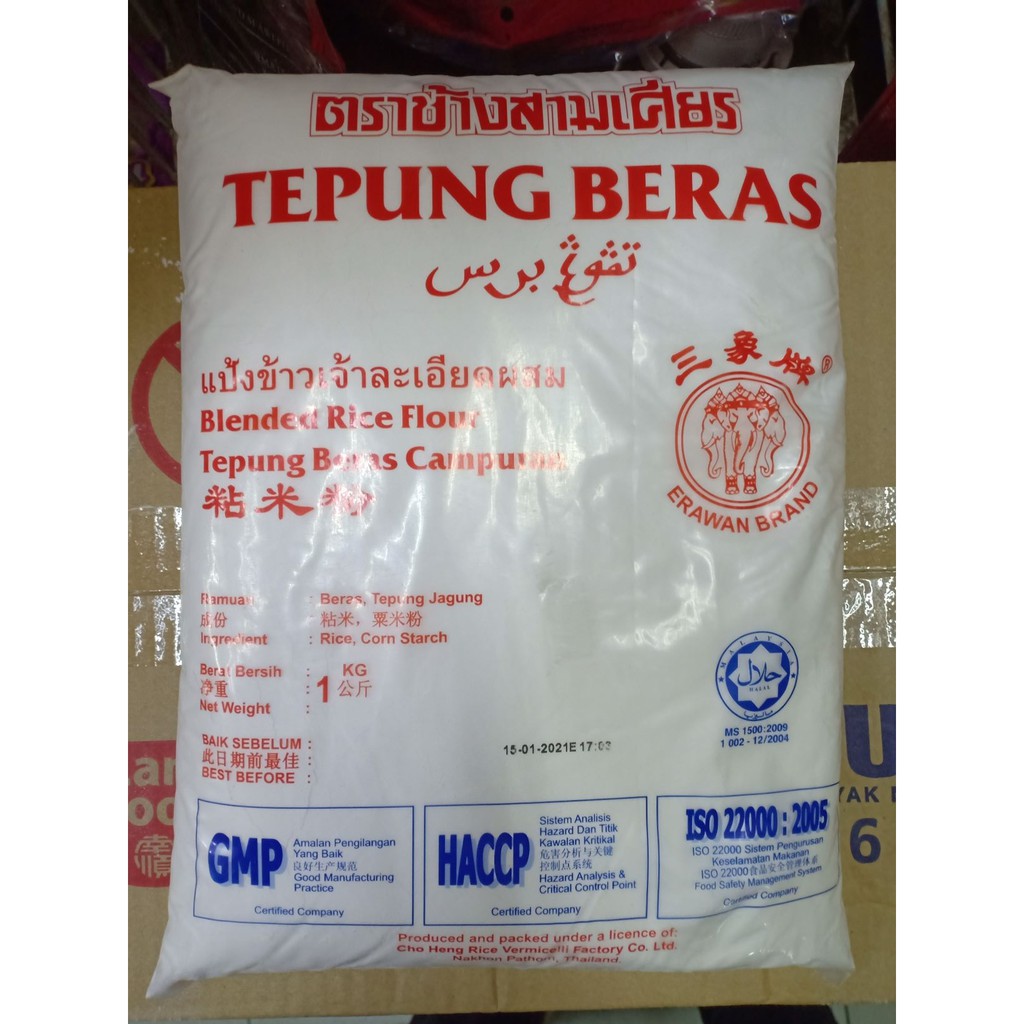 ตราช้างสามเศียร
TEPUNG BERAS
تڤوڠ برس
แป้งข้าวเจ้าละเอียดผสม
Blended Rice Flour
Tepung Beras Campuran
粘米粉
三象牌®
ERAWAN BRAND
Ramuan : Beras, Tepung Jagung
成份 : 粘米, 粟米粉
Ingredient : Rice, Corn Starch
Berat Bersih : KG
净重 : 1 公斤
Net Weight :
MALAYSIA
حلال
HALAL
ماليزيا
MS 1500:2009
1 002 - 12/2004
BAIK SEBELUM :
此日期前最佳 :
BEST BEFORE :
15-01-2021E 17:02
GMP
Amalan Pengilangan
Yang Baik
良好生产规范
Good Manufacturing
Practice
Certified Company
HACCP
Sistem Analisis
Hazard Dan Titik
Kawalan Kritikal
危害分析与关键
控制点系统
Hazard Analysis &
Critical Control Point
Certified Company
ISO 22000 : 2005
ISO 22000 Sistem Pengurusan
Keselamatan Makanan
ISO 22000食品安全管理体系
Food Safety Management System
Certified Company
Produced and packed under a licence of:
Cho Heng Rice Vermicelli Factory Co. Ltd.
Nakhon Pathom, Thailand.
6